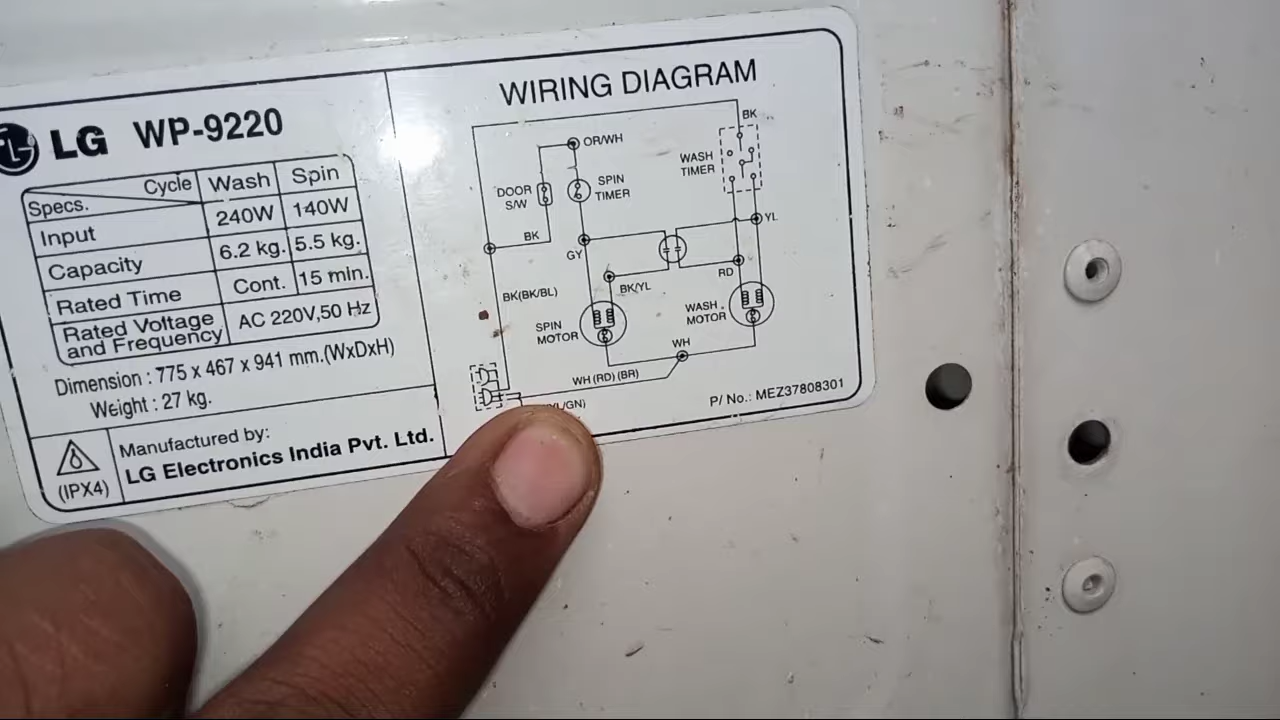 LG WP-9220
Specs. Cycle Wash Spin
Input 240W 140W
Capacity 6.2 kg. 5.5 kg.
Rated Time Cont. 15 min.
Rated Voltage
and Frequency AC 220V,50 Hz
Dimension : 775 x 467 x 941 mm.(WxDxH)
Weight : 27 kg.
(IPX4)
Manufactured by:
LG Electronics India Pvt. Ltd.
WIRING DIAGRAM
BK
OR/WH
WASH
TIMER
DOOR
S/W
SPIN
TIMER
BK
YL
GY
RD
BK(BK/BL)
BK/YL
SPIN
MOTOR
WASH
MOTOR
WH
WH (RD) (BR)
P/ No.: MEZ37808301